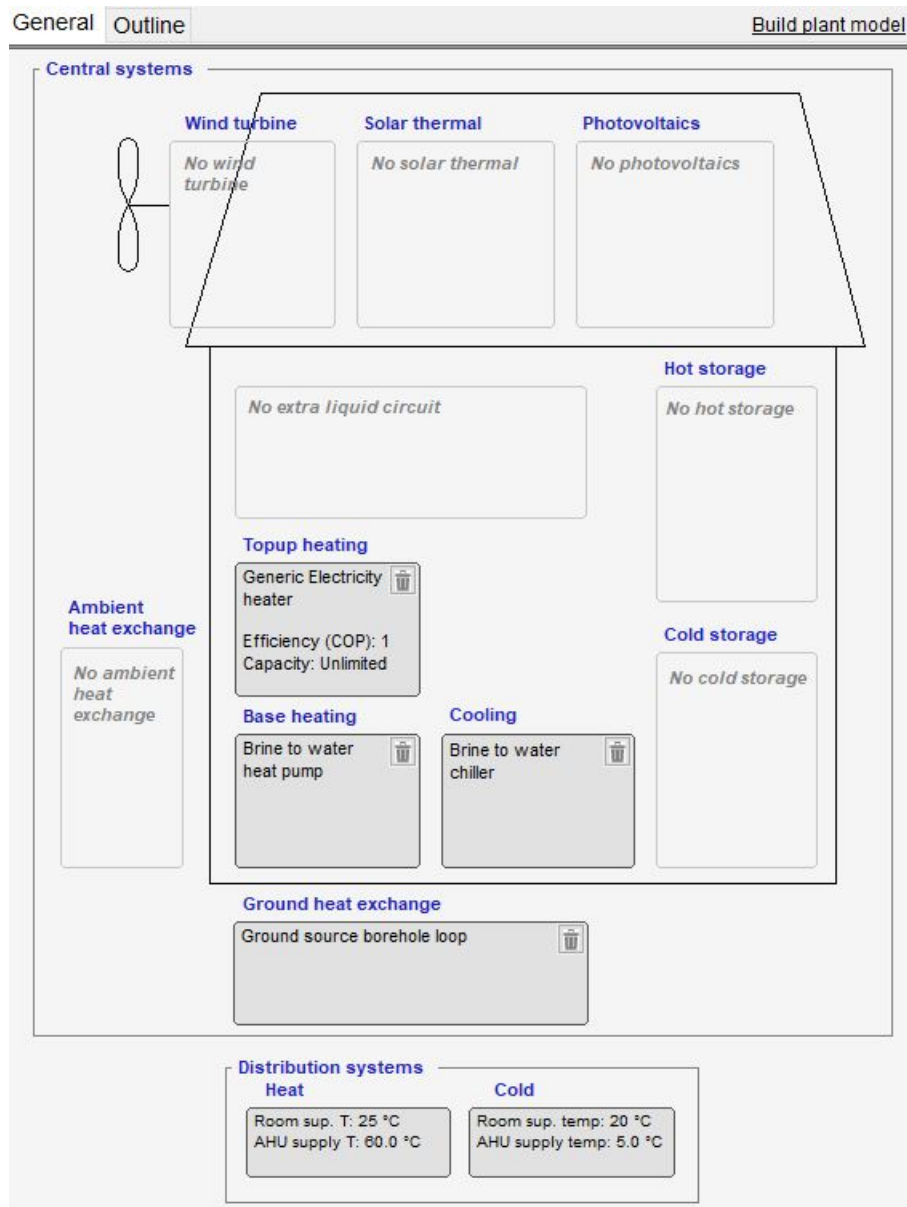 General
Outline
Build plant model
Central systems
Wind turbine
Solar thermal
Photovoltaics
No wind
turbine
No solar thermal
No photovoltaics
Hot storage
No extra liquid circuit
No hot storage
Topup heating
Generic Electricity
heater
Efficiency (COP): 1
Capacity: Unlimited
Ambient
heat exchange
No ambient
heat
exchange
Cold storage
No cold storage
Base heating
Brine to water
heat pump
Cooling
Brine to water
chiller
Ground heat exchange
Ground source borehole loop
Distribution systems
Heat
Room sup. T: 25 °C
AHU supply T: 60.0 °C
Cold
Room sup. temp: 20 °C
AHU supply temp: 5.0 °C